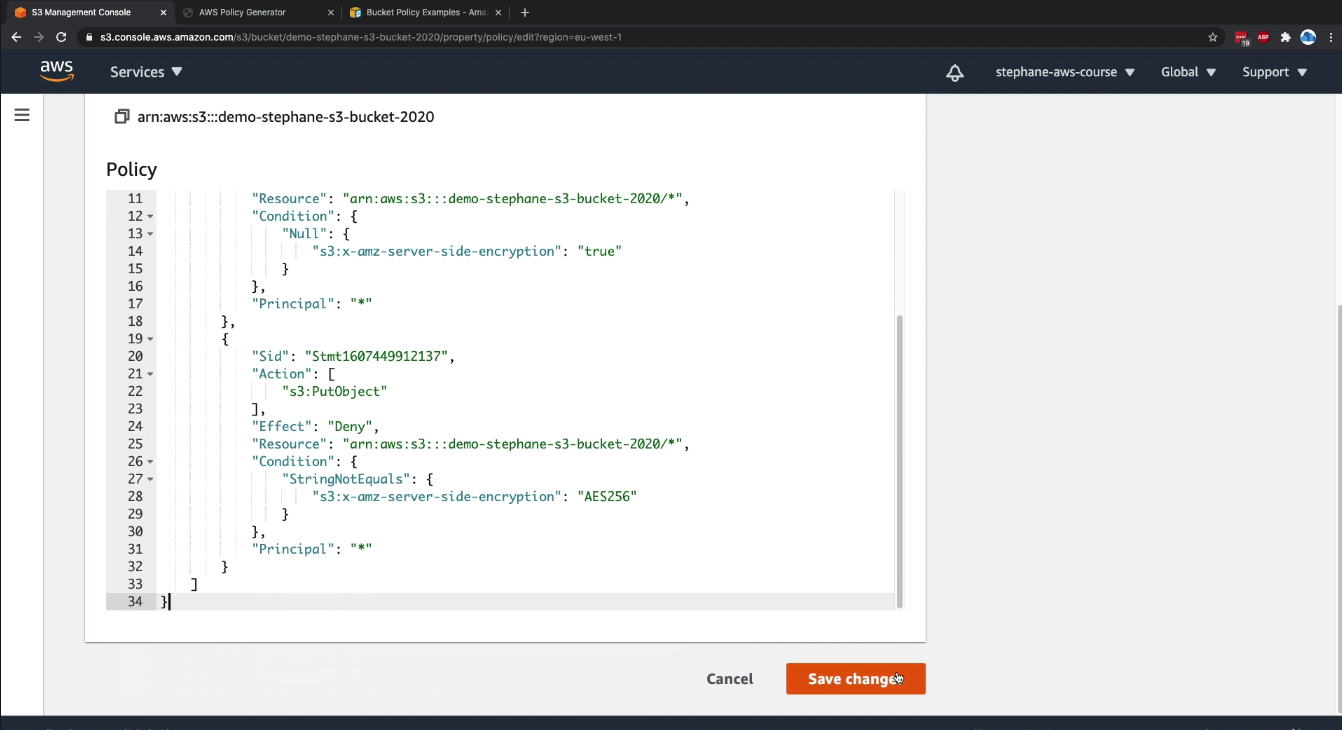 S3 Management Console
AWS Policy Generator
Bucket Policy Examples - Ama
s3.console.aws.amazon.com/s3/bucket/demo-stephane-s3-bucket-2020/property/policy/edit?region=eu-west-1
19
ABP
aws
Services
stephane-aws-course
Global
Support
arn:aws:s3:::demo-stephane-s3-bucket-2020
Policy
11 "Resource": "arn:aws:s3:::demo-stephane-s3-bucket-2020/*",
12 "Condition": {
13 "Null": {
14 "s3:x-amz-server-side-encryption": "true"
15 }
16 },
17 "Principal": "*"
18 },
19 {
20 "Sid": "Stmt1607449912137",
21 "Action": [
22 "s3:PutObject"
23 ],
24 "Effect": "Deny",
25 "Resource": "arn:aws:s3:::demo-stephane-s3-bucket-2020/*",
26 "Condition": {
27 "StringNotEquals": {
28 "s3:x-amz-server-side-encryption": "AES256"
29 }
30 },
31 "Principal": "*"
32 }
33 ]
34 }
Cancel
Save changes